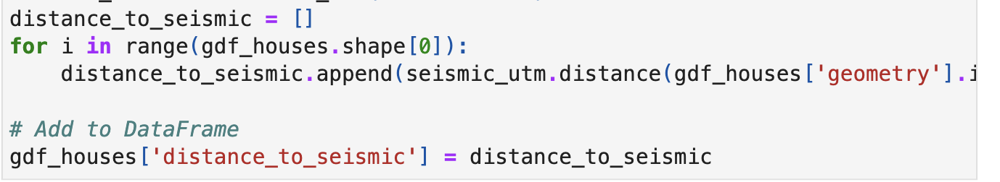 distance_to_seismic = []
for i in range(gdf_houses.shape[0]):
    distance_to_seismic.append(seismic_utm.distance(gdf_houses['geometry'].i
# Add to DataFrame
gdf_houses['distance_to_seismic'] = distance_to_seismic